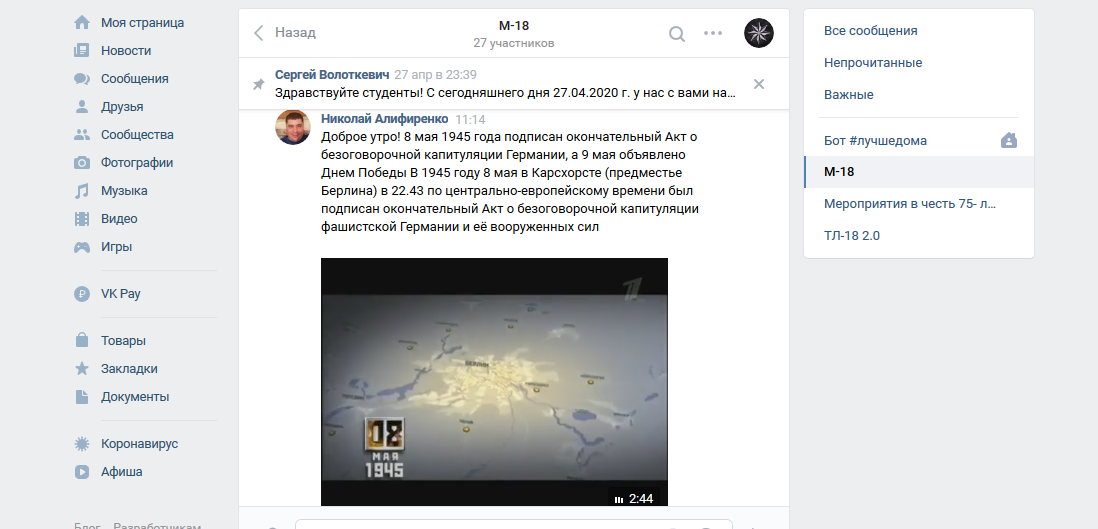 Моя страница
Новости
Сообщения
Друзья
Сообщества
Фотографии
Музыка
Видео
Игры
VK Pay
Товары
Закладки
Документы
Коронавирус
Афиша
Блог Разработчикам
Назад
М-18
27 участников
Сергей Волоткевич 27 апр в 23:39
Здравствуйте студенты! С сегодняшнего дня 27.04.2020 г. у нас с вами на...
Николай Алифиренко 11:14
Доброе утро! 8 мая 1945 года подписан окончательный Акт о
безоговорочной капитуляции Германии, а 9 мая объявлено
Днем Победы В 1945 году 8 мая в Карсхорсте (предместье
Берлина) в 22.43 по центрально-европейскому времени был
подписан окончательный Акт о безоговорочной капитуляции
фашистской Германии и её вооруженных сил
08
МАЯ
1945
2:44
Все сообщения
Непрочитанные
Важные
Бот #лучшедома
М-18
Мероприятия в честь 75- л...
ТЛ-18 2.0